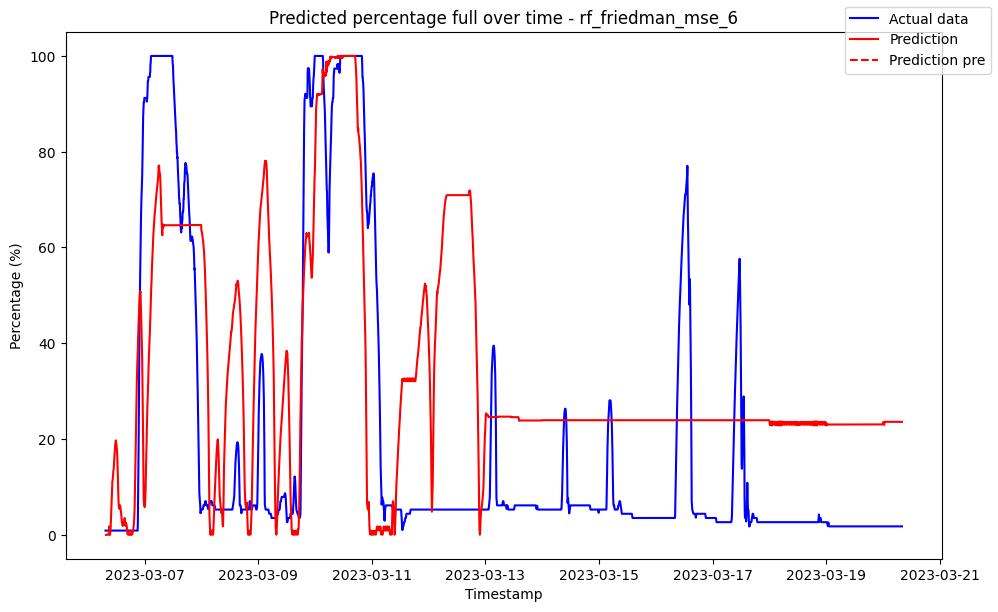 Predicted percentage full over time - rf_friedman_mse_6
Actual data
Prediction
Prediction pre
Percentage (%)
100
80
60
40
20
0
2023-03-07
2023-03-09
2023-03-11
2023-03-13
2023-03-15
2023-03-17
2023-03-19
2023-03-21
Timestamp